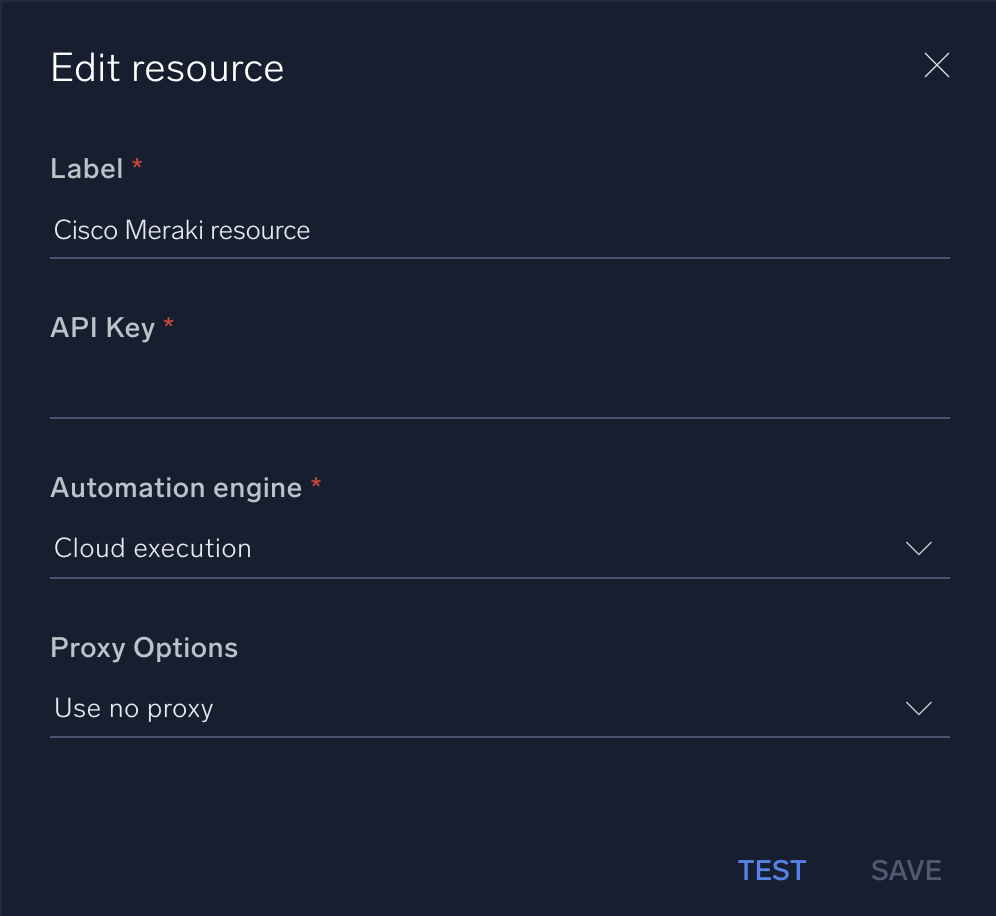 Edit resource
Label *
Cisco Meraki resource
API Key *
Automation engine *
Cloud execution
Proxy Options
Use no proxy
TEST SAVE